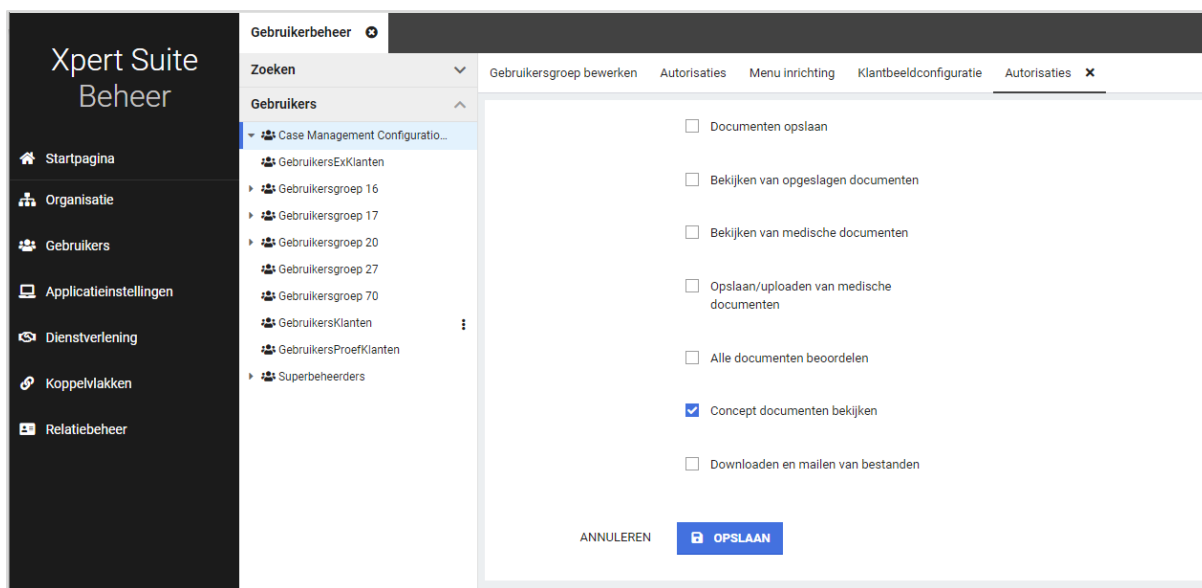 Xpert Suite
Beheer
Startpagina
Organisatie
Gebruikers
Applicatieinstellingen
Dienstverlening
Koppelvlakken
Relatiebeheer
Gebruikerbeheer
Zoeken
Gebruikers
Case Management Configuratio...
GebruikersExKlanten
Gebruikersgroep 16
Gebruikersgroep 17
Gebruikersgroep 20
Gebruikersgroep 27
Gebruikersgroep 70
GebruikersKlanten
GebruikersProefKlanten
Superbeheerders
Gebruikersgroep bewerken Autorisaties Menu inrichting Klantbeeldconfiguratie Autorisaties
Documenten opslaan
Bekijken van opgeslagen documenten
Bekijken van medische documenten
Opslaan/uploaden van medische
documenten
Alle documenten beoordelen
Concept documenten bekijken
Downloaden en mailen van bestanden
ANNULEREN OPSLAAN